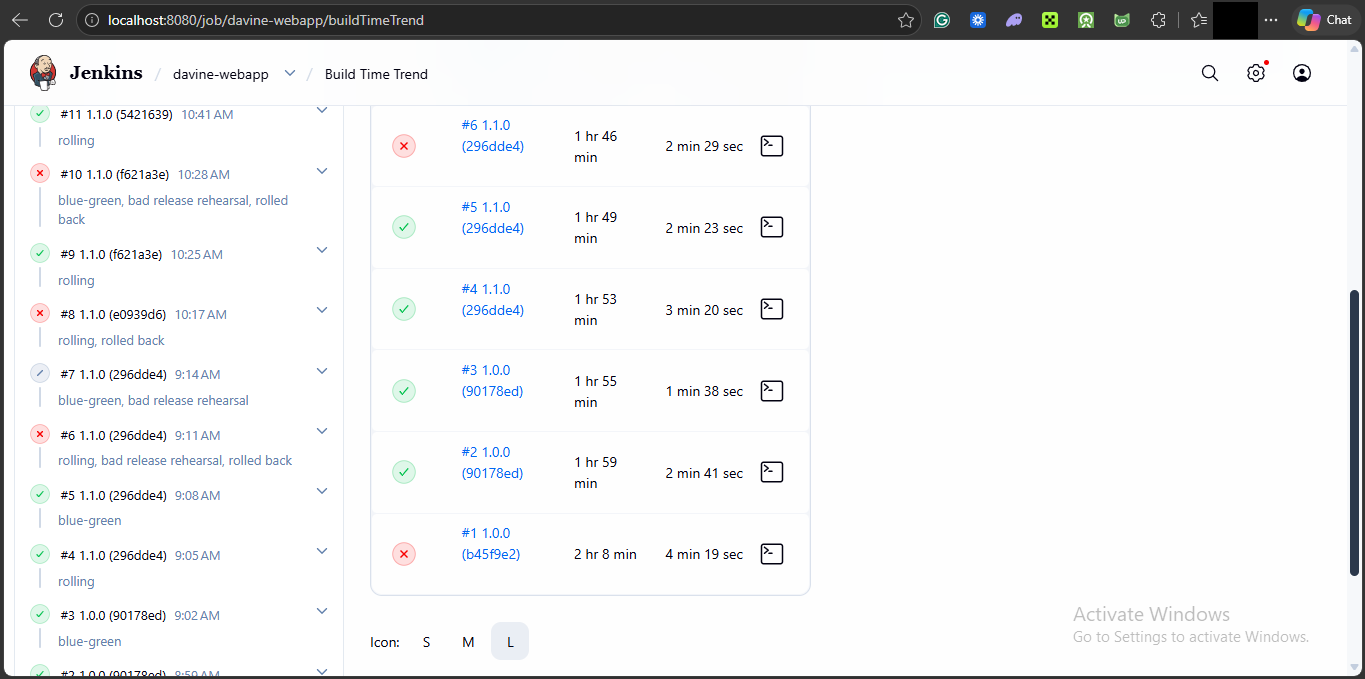 localhost:8080/job/davine-webapp/buildTimeTrend
Chat
Jenkins / davine-webapp / Build Time Trend
#11 1.1.0 (5421639) 10:41 AM
rolling
#10 1.1.0 (f621a3e) 10:28 AM
blue-green, bad release rehearsal, rolled
back
#9 1.1.0 (f621a3e) 10:25 AM
rolling
#8 1.1.0 (e0939d6) 10:17 AM
rolling, rolled back
#7 1.1.0 (296dde4) 9:14 AM
blue-green, bad release rehearsal
#6 1.1.0 (296dde4) 9:11 AM
rolling, bad release rehearsal, rolled back
#5 1.1.0 (296dde4) 9:08 AM
blue-green
#4 1.1.0 (296dde4) 9:05 AM
rolling
#3 1.0.0 (90178ed) 9:02 AM
blue-green
#2 1.0.0 (90178ed) 8:59 AM
#6 1.1.0
(296dde4)
1 hr 46
min
2 min 29 sec
#5 1.1.0
(296dde4)
1 hr 49
min
2 min 23 sec
#4 1.1.0
(296dde4)
1 hr 53
min
3 min 20 sec
#3 1.0.0
(90178ed)
1 hr 55
min
1 min 38 sec
#2 1.0.0
(90178ed)
1 hr 59
min
2 min 41 sec
#1 1.0.0
(b45f9e2)
2 hr 8 min
4 min 19 sec
Icon: S M L
Activate Windows
Go to Settings to activate Windows.